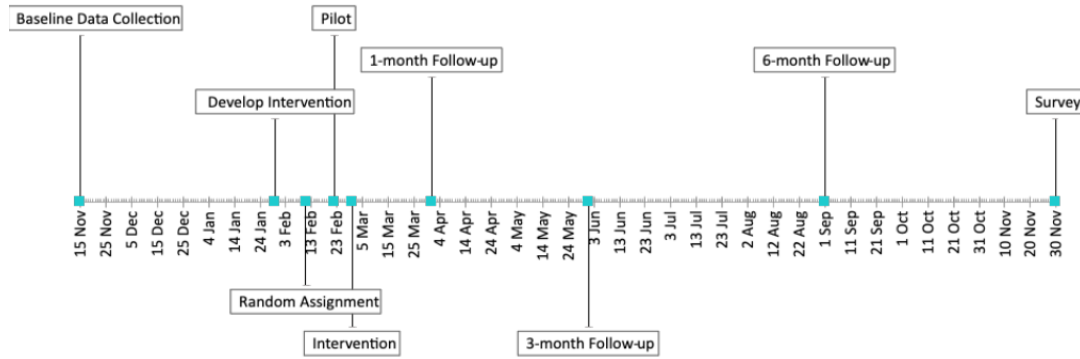 Baseline Data Collection
Pilot
1-month Follow-up
6-month Follow-up
Develop Intervention
Survey
15 Nov
25 Nov
5 Dec
15 Dec
25 Dec
4 Jan
14 Jan
24 Jan
3 Feb
13 Feb
23 Feb
5 Mar
15 Mar
25 Mar
4 Apr
14 Apr
24 Apr
4 May
14 May
24 May
3 Jun
13 Jun
23 Jun
3 Jul
13 Jul
23 Jul
2 Aug
12 Aug
22 Aug
1 Sep
11 Sep
21 Sep
1 Oct
11 Oct
21 Oct
31 Oct
10 Nov
20 Nov
30 Nov
Random Assignment
Intervention
3-month Follow-up